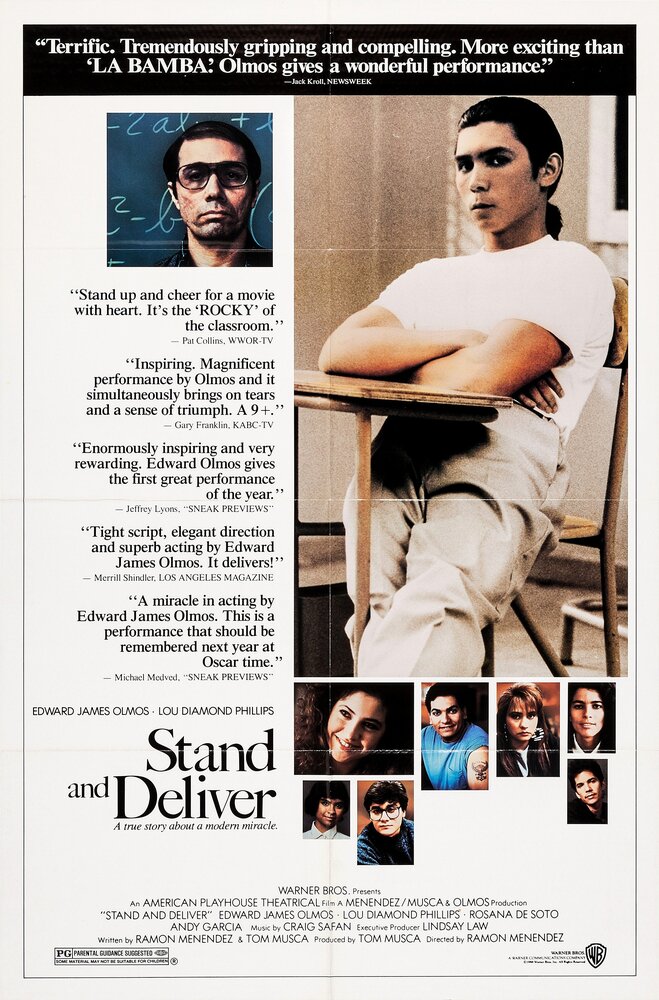 “Terrific. Tremendously gripping and compelling. More exciting than
‘LA BAMBA’. Olmos gives a wonderful performance.”
—Jack Kroll, NEWSWEEK
“Stand up and cheer for a movie
with heart. It’s the ‘ROCKY’ of
the classroom.”
— Pat Collins, WWOR-TV
“Inspiring. Magnificent
performance by Olmos and it
simultaneously brings on tears
and a sense of triumph. A 9+.”
— Gary Franklin, KABC-TV
“Enormously inspiring and very
rewarding. Edward Olmos gives
the first great performance
of the year.”
— Jeffrey Lyons, “SNEAK PREVIEWS”
“Tight script, elegant direction
and superb acting by Edward
James Olmos. It delivers!”
— Merrill Shindler, LOS ANGELES MAGAZINE
“A miracle in acting by
Edward James Olmos. This is a
performance that should be
remembered next year at
Oscar time.”
— Michael Medved, “SNEAK PREVIEWS”
EDWARD JAMES OLMOS · LOU DIAMOND PHILLIPS
Stand
and Deliver
A true story about a modern miracle.
WARNER BROS. Presents
An AMERICAN PLAYHOUSE THEATRICAL Film A MENENDEZ/MUSCA & OLMOS Production
“STAND AND DELIVER” EDWARD JAMES OLMOS · LOU DIAMOND PHILLIPS · ROSANA DE SOTO
ANDY GARCIA Music by CRAIG SAFAN Executive Producer LINDSAY LAW
Written by RAMON MENENDEZ & TOM MUSCA Produced by TOM MUSCA Directed by RAMON MENENDEZ
PG PARENTAL GUIDANCE SUGGESTED
SOME MATERIAL MAY NOT BE SUITABLE FOR CHILDREN ®
WARNER BROS.
A WARNER COMMUNICATIONS COMPANY
©1988 Warner Bros. Inc. All Rights Reserved
WB